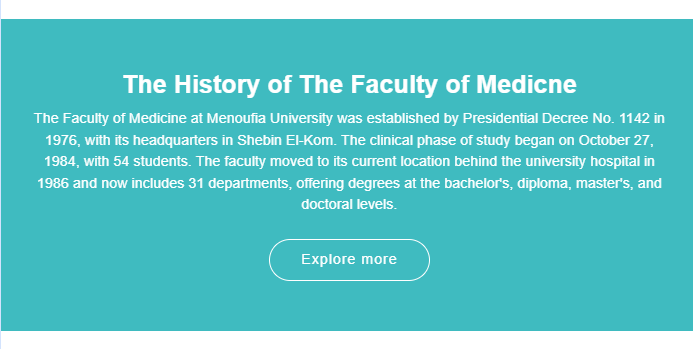 The History of The Faculty of Medicne
The Faculty of Medicine at Menoufia University was established by Presidential Decree No. 1142 in
1976, with its headquarters in Shebin El-Kom. The clinical phase of study began on October 27,
1984, with 54 students. The faculty moved to its current location behind the university hospital in
1986 and now includes 31 departments, offering degrees at the bachelor's, diploma, master's, and
doctoral levels.
Explore more